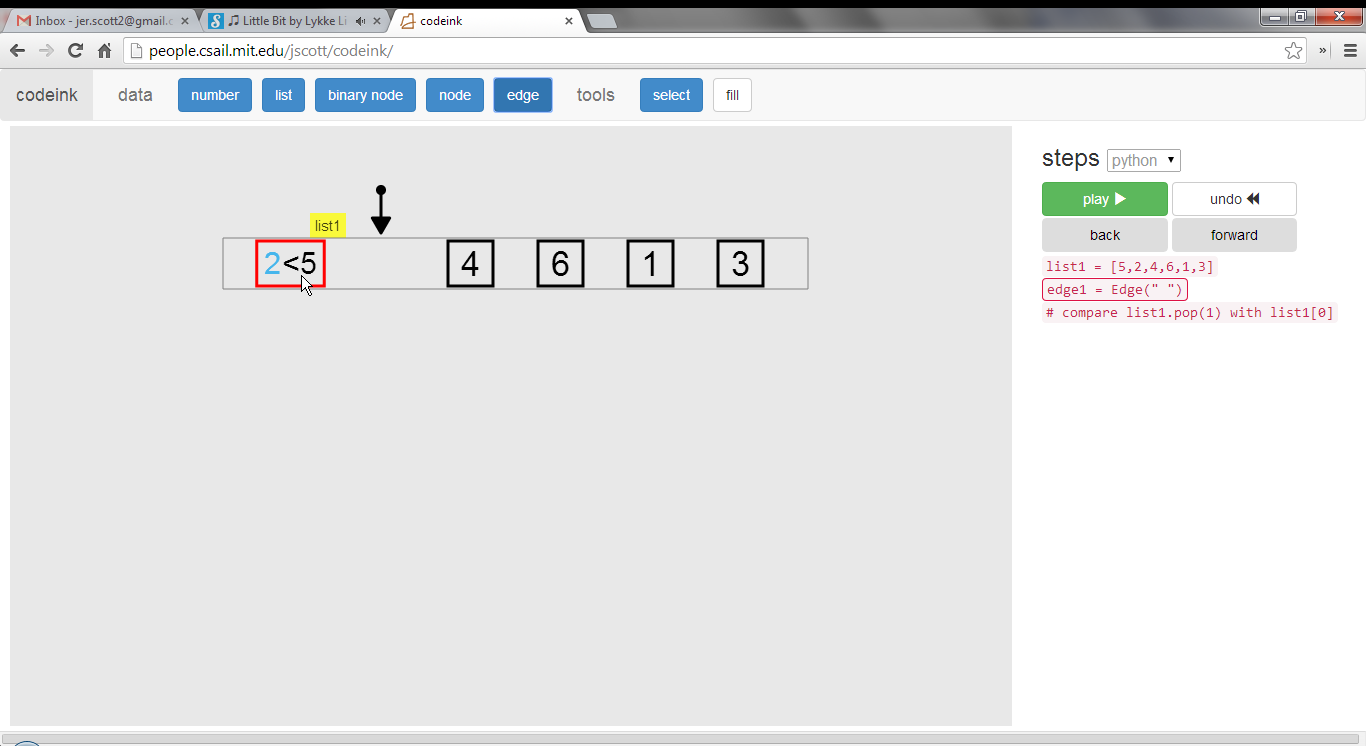 Inbox - jer.scott2@gmail.c
Little Bit by Lykke Li
codeink
people.csail.mit.edu/jscott/codeink/
codeink data number list binary node node edge tools select fill
steps python
play undo
list1
back forward
2<5 4 6 1 3
list1 = [5,2,4,6,1,3]
edge1 = Edge(" ")
# compare list1.pop(1) with list1[0]